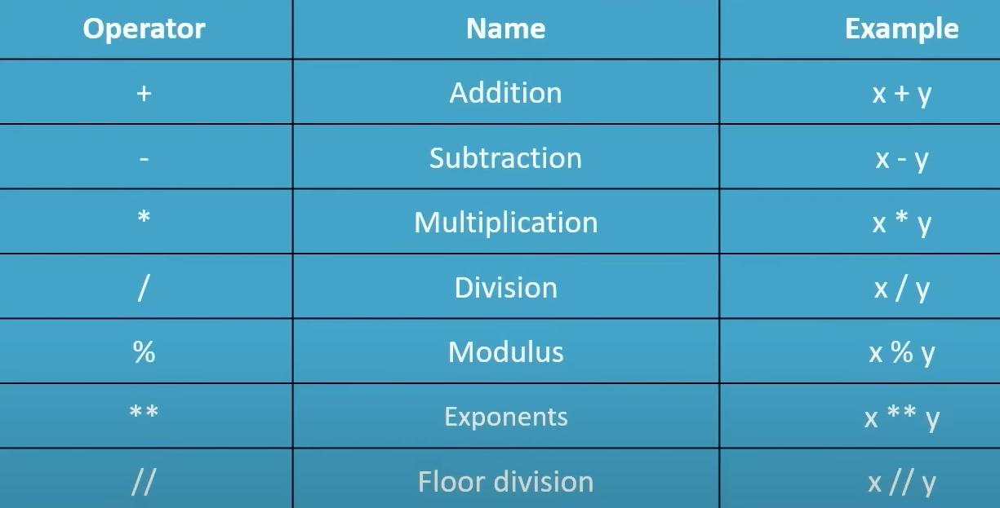 Operator Name Example
+ Addition x + y
- Subtraction x - y
* Multiplication x * y
/ Division x / y
% Modulus x % y
** Exponents x ** y
// Floor division x // y